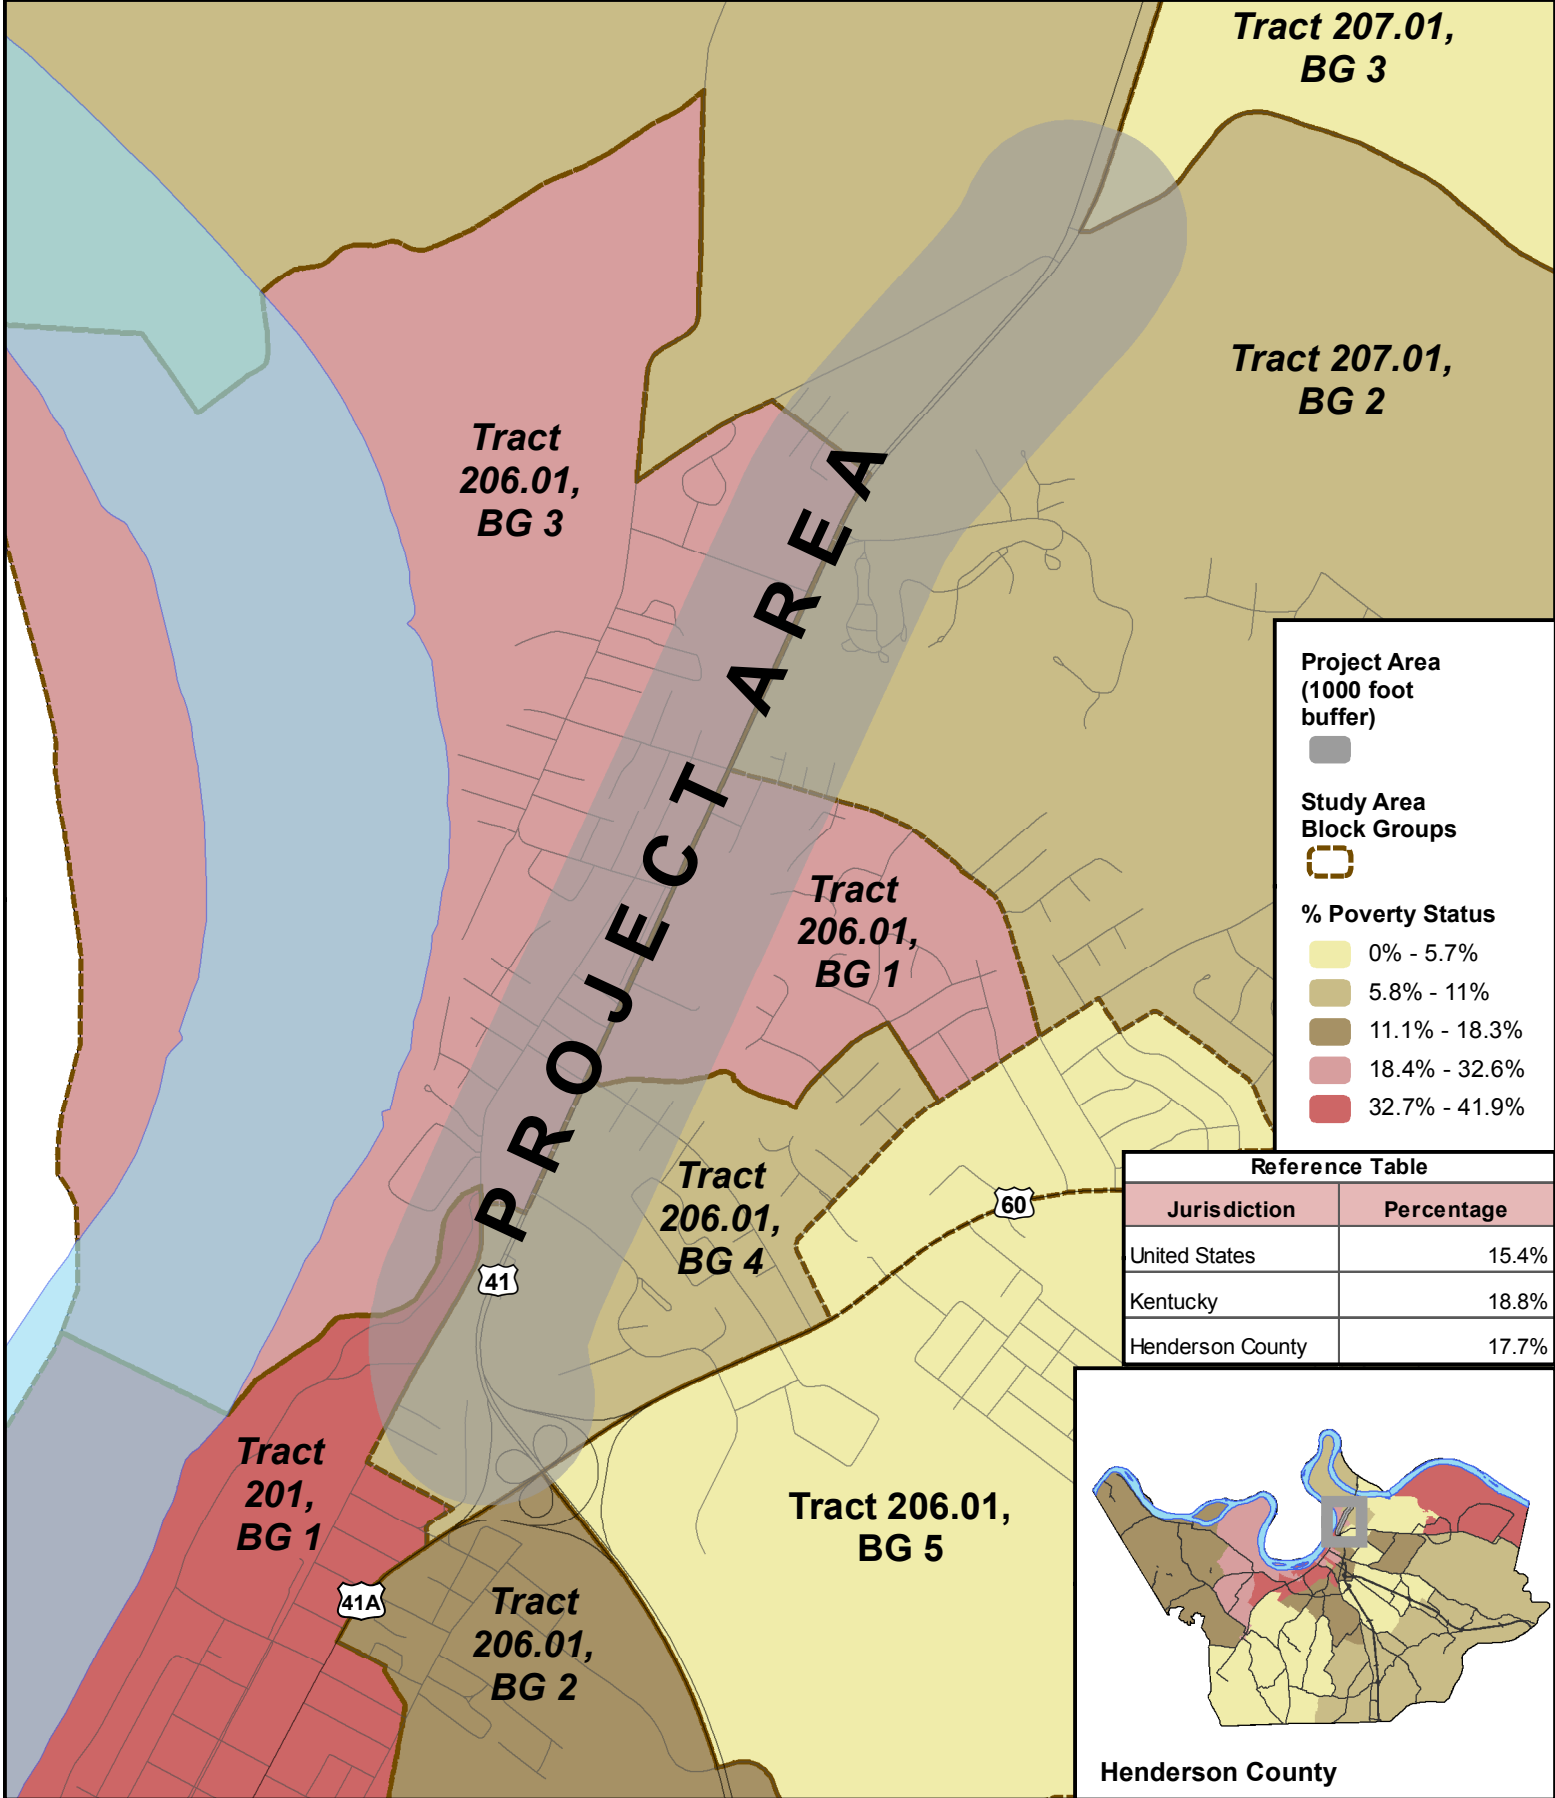 Tract 207.01,
BG 3
Tract 207.01,
BG 2
Tract
206.01,
BG 3
PROJECT AREA
Tract
206.01,
BG 1
Tract
206.01,
BG 4
60
41
Tract
201,
BG 1
41A
Tract
206.01,
BG 2
Tract 206.01,
BG 5
Project Area
(1000 foot
buffer)
Study Area
Block Groups
% Poverty Status
0% - 5.7%
5.8% - 11%
11.1% - 18.3%
18.4% - 32.6%
32.7% - 41.9%
Reference Table
Jurisdiction Percentage
United States 15.4%
Kentucky 18.8%
Henderson County 17.7%
Henderson County